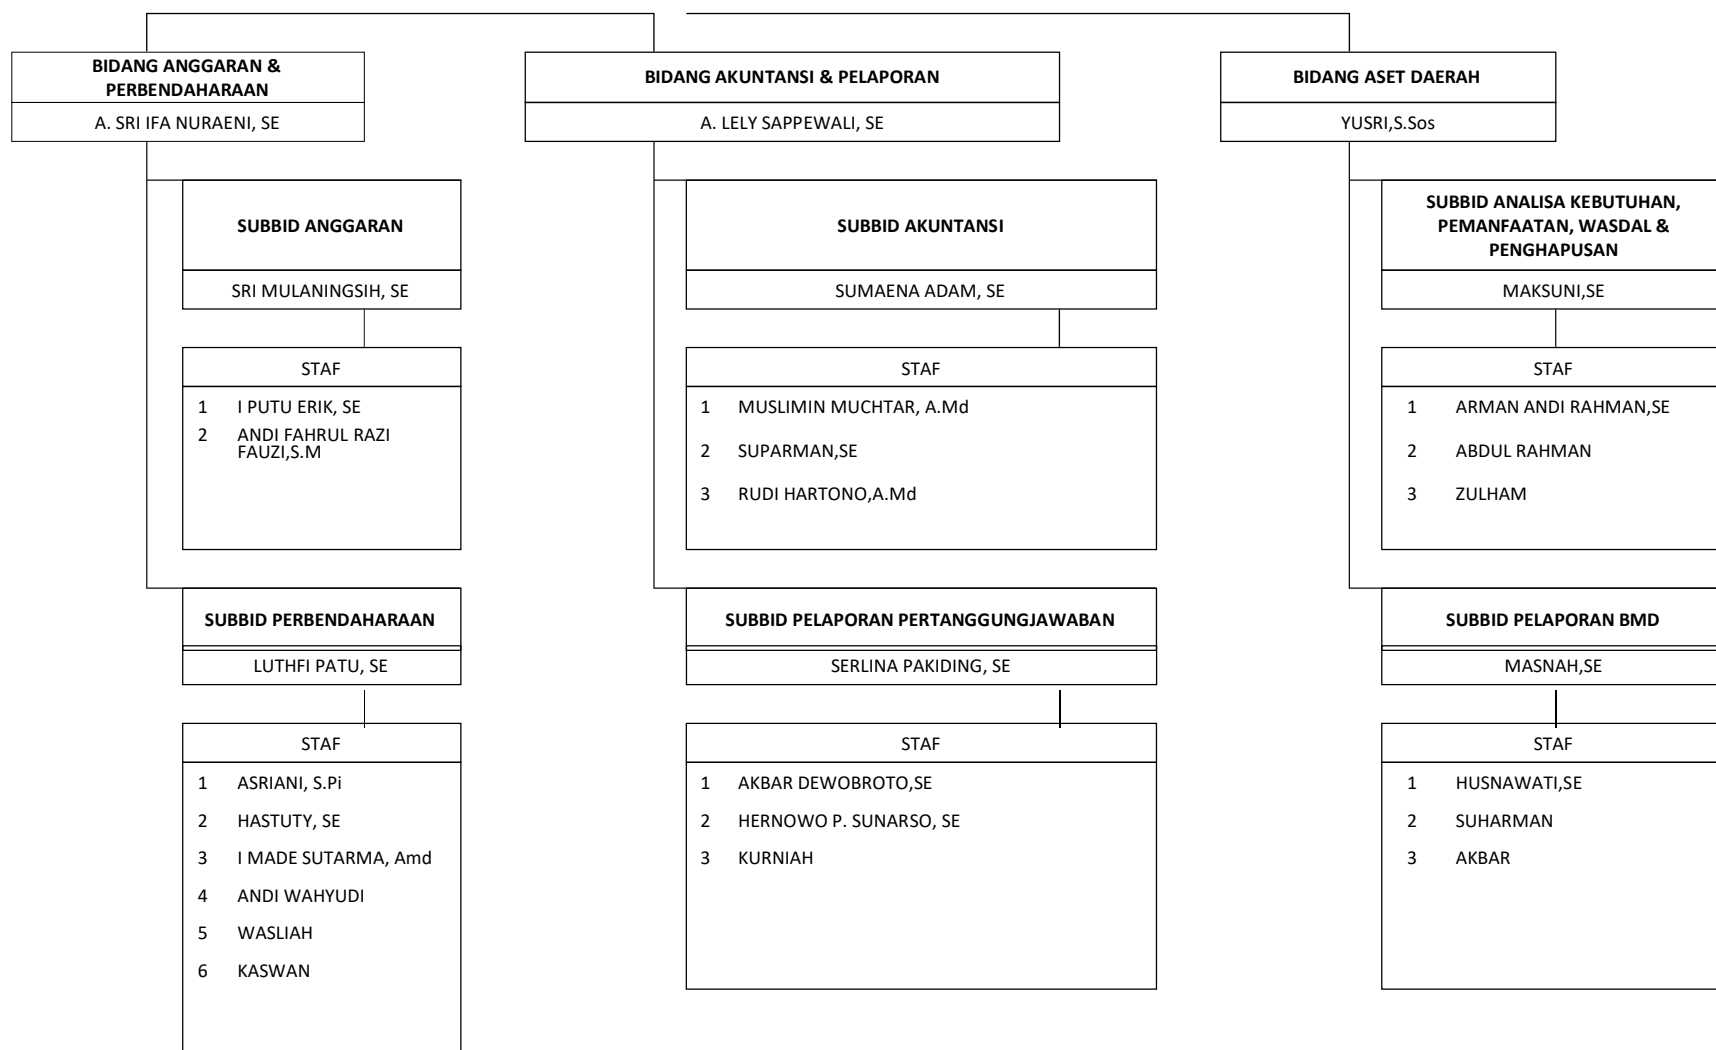 BIDANG ANGGARAN &
PERBENDAHARAAN
A. SRI IFA NURAENI, SE
BIDANG AKUNTANSI & PELAPORAN
A. LELY SAPPEWALI, SE
BIDANG ASET DAERAH
YUSRI,S.Sos
SUBBID ANGGARAN
SRI MULANINGSIH, SE
STAF
1 I PUTU ERIK, SE
2 ANDI FAHRUL RAZI
FAUZI,S.M
SUBBID AKUNTANSI
SUMAENA ADAM, SE
STAF
1 MUSLIMIN MUCHTAR, A.Md
2 SUPARMAN,SE
3 RUDI HARTONO,A.Md
SUBBID ANALISA KEBUTUHAN,
PEMANFAATAN, WASDAL &
PENGHAPUSAN
MAKSUNI,SE
STAF
1 ARMAN ANDI RAHMAN,SE
2 ABDUL RAHMAN
3 ZULHAM
SUBBID PERBENDAHARAAN
LUTHFI PATU, SE
STAF
1 ASRIANI, S.Pi
2 HASTUTY, SE
3 I MADE SUTARMA, Amd
4 ANDI WAHYUDI
5 WASLIAH
6 KASWAN
SUBBID PELAPORAN PERTANGGUNGJAWABAN
SERLINA PAKIDING, SE
STAF
1 AKBAR DEWOBROTO,SE
2 HERNOWO P. SUNARSO, SE
3 KURNIAH
SUBBID PELAPORAN BMD
MASNAH,SE
STAF
1 HUSNAWATI,SE
2 SUHARMAN
3 AKBAR